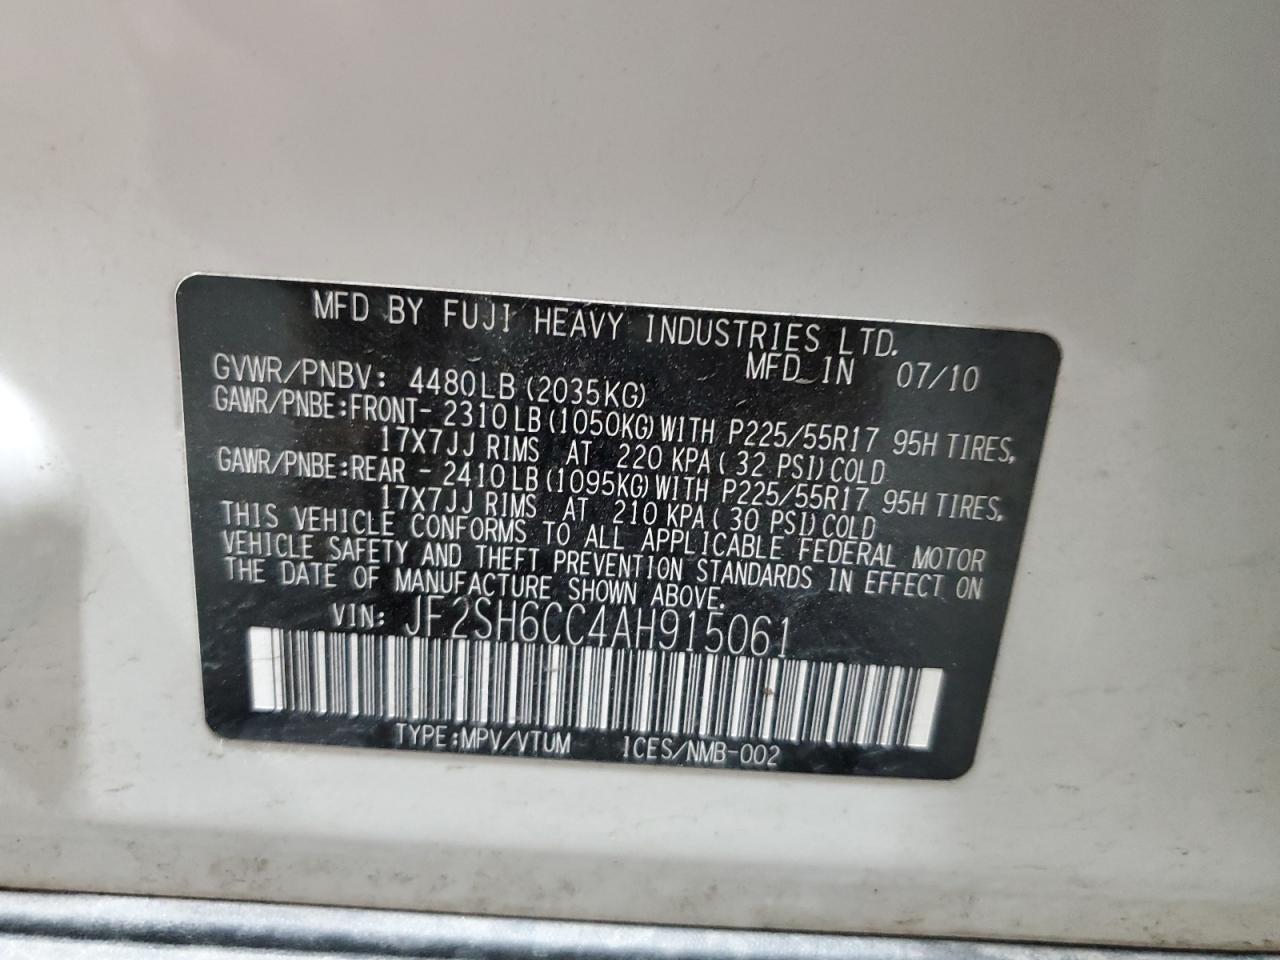 MFD BY FUJI HEAVY INDUSTRIES LTD.
MFD IN 07/10
GVWR/PNBV: 4480LB (2035KG)
GAWR/PNBE:FRONT- 2310LB(1050KG)WITH P225/55R17 95H TIRES,
17X7JJ RIMS AT 220 KPA( 32 PSI)COLD
GAWR/PNBE:REAR - 2410LB(1095KG)WITH P225/55R17 95H TIRES,
17X7JJ RIMS AT 210 KPA( 30 PSI)COLD
THIS VEHICLE CONFORMS TO ALL APPLICABLE FEDERAL MOTOR
VEHICLE SAFETY AND THEFT PREVENTION STANDARDS IN EFFECT ON
THE DATE OF MANUFACTURE SHOWN ABOVE.
VIN: JF2SH6CC4AH915061
TYPE:MPV/VTUM ICES/NMB-002